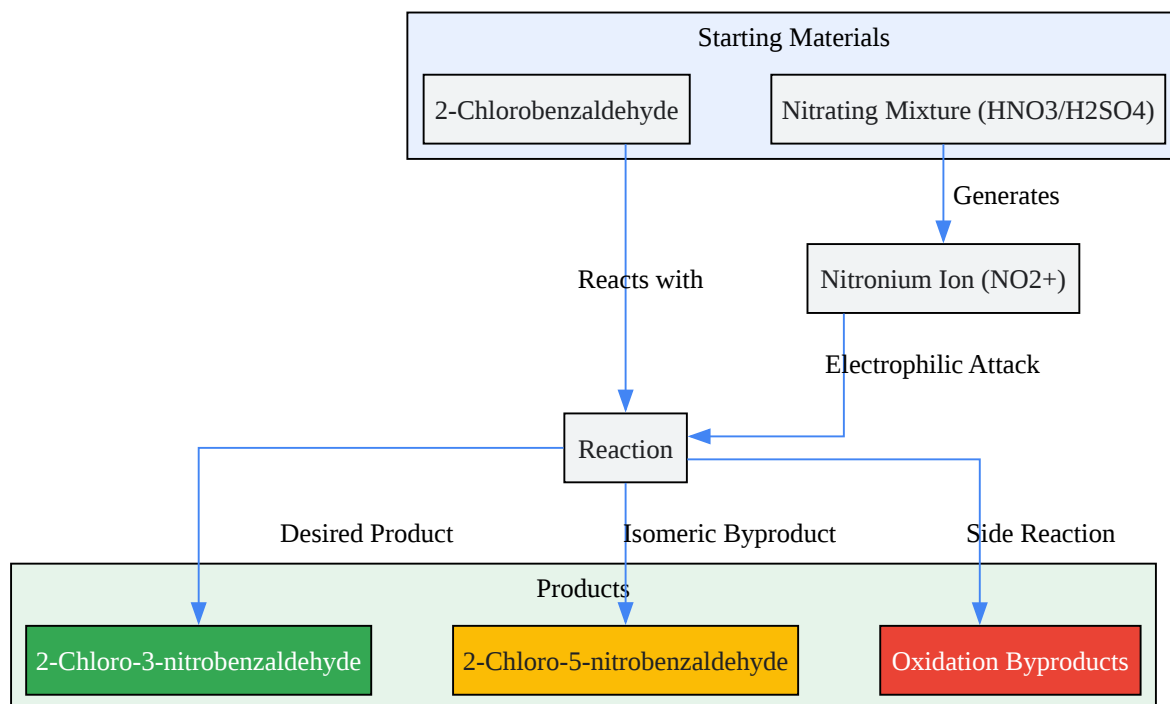 Starting Materials
2-Chlorobenzaldehyde
Nitrating Mixture (HNO3/H2SO4)
Generates
Reacts with
Nitronium Ion (NO2+)
Electrophilic Attack
Reaction
Desired Product
Isomeric Byproduct
Side Reaction
Products
2-Chloro-3-nitrobenzaldehyde
2-Chloro-5-nitrobenzaldehyde
Oxidation Byproducts